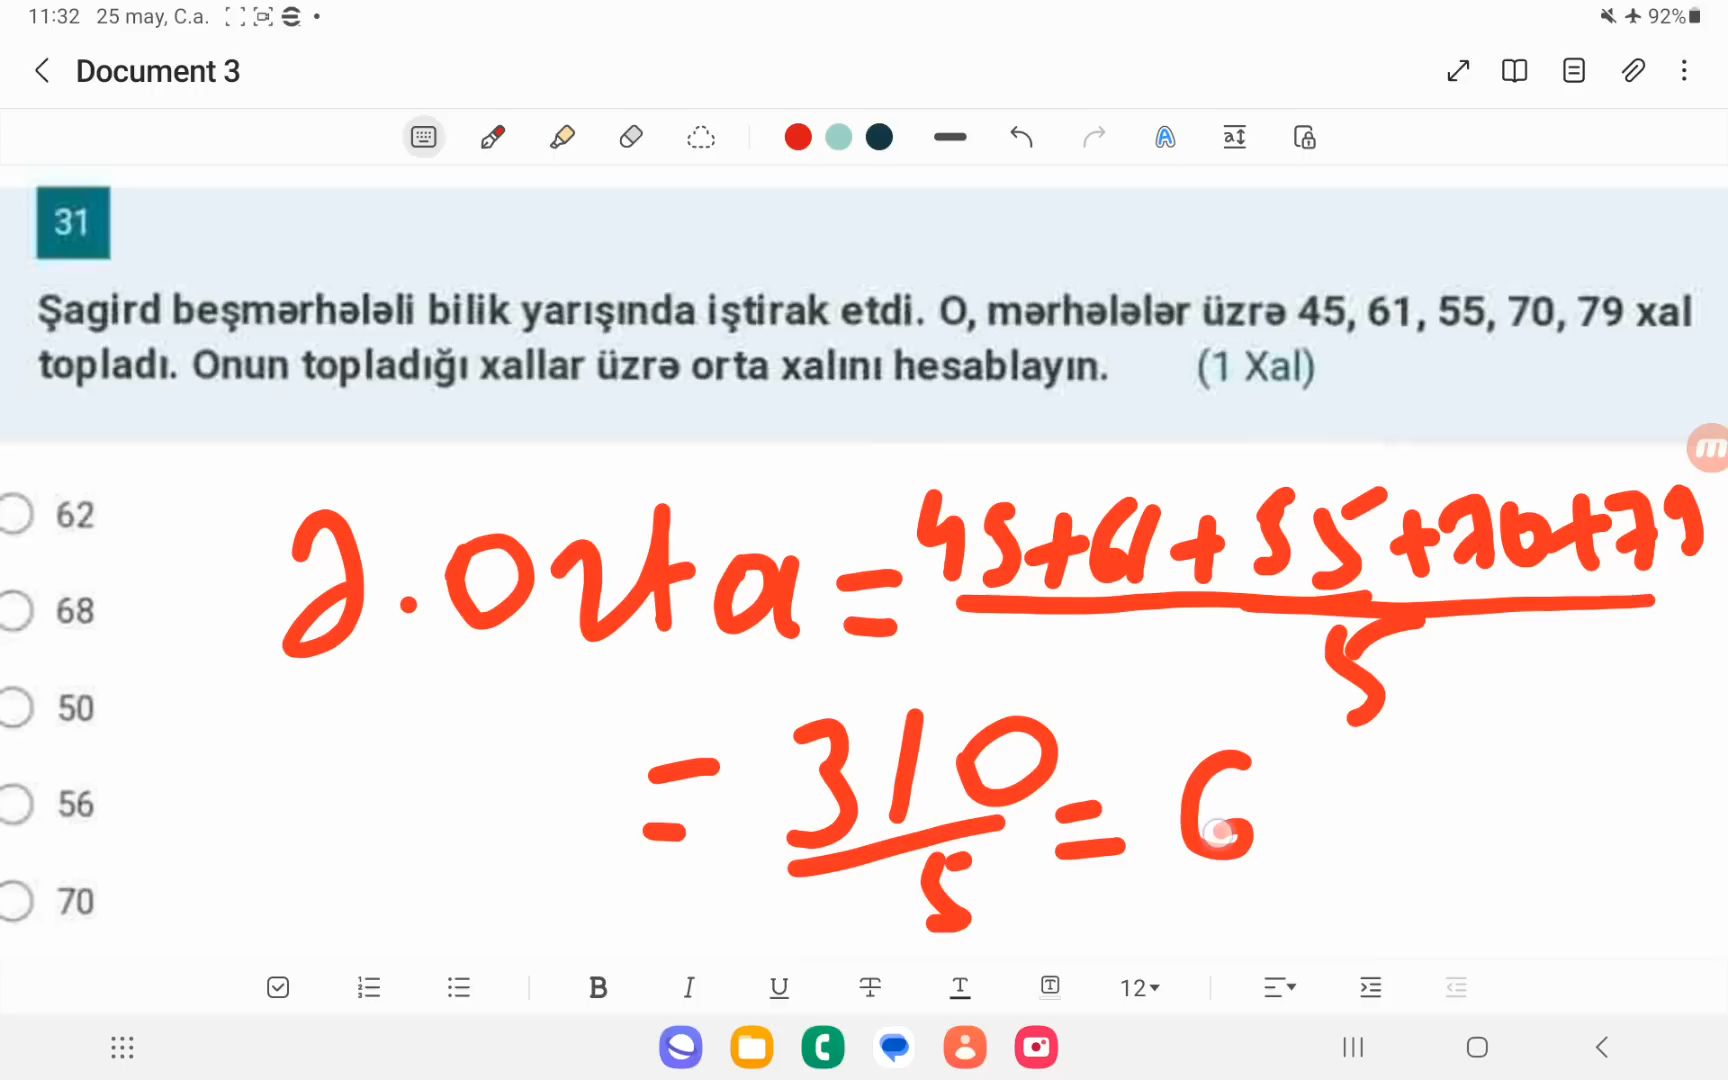 11:32 25 may, C.a. 92%
Document 3
31
Şagird beşmərhələli bilik yarışında iştirak etdi. O, mərhələlər üzrə 45, 61, 55, 70, 79 xal
topladı. Onun topladığı xallar üzrə orta xalını hesablayın. (1 Xal)
62
68
50
56
70
Ə.orta = 45+61+55+70+79
5
= 310
5
= 6
B I U T T T 12